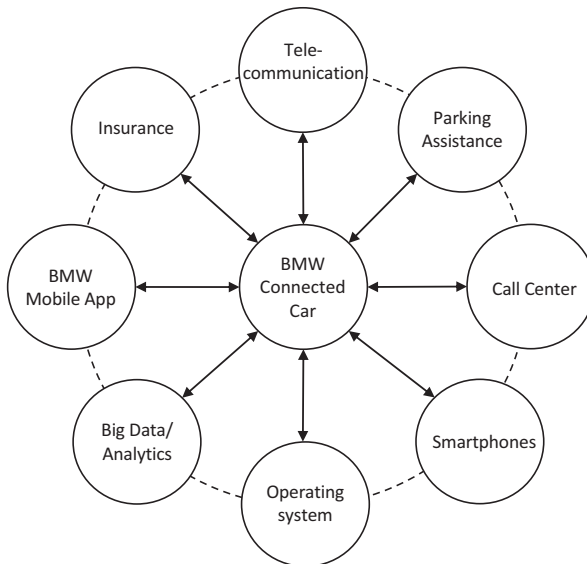 Tele-
communication
Parking
Assistance
Insurance
BMW
Connected
Car
BMW
Mobile App
Call Center
Big Data/
Analytics
Smartphones
Operating
system